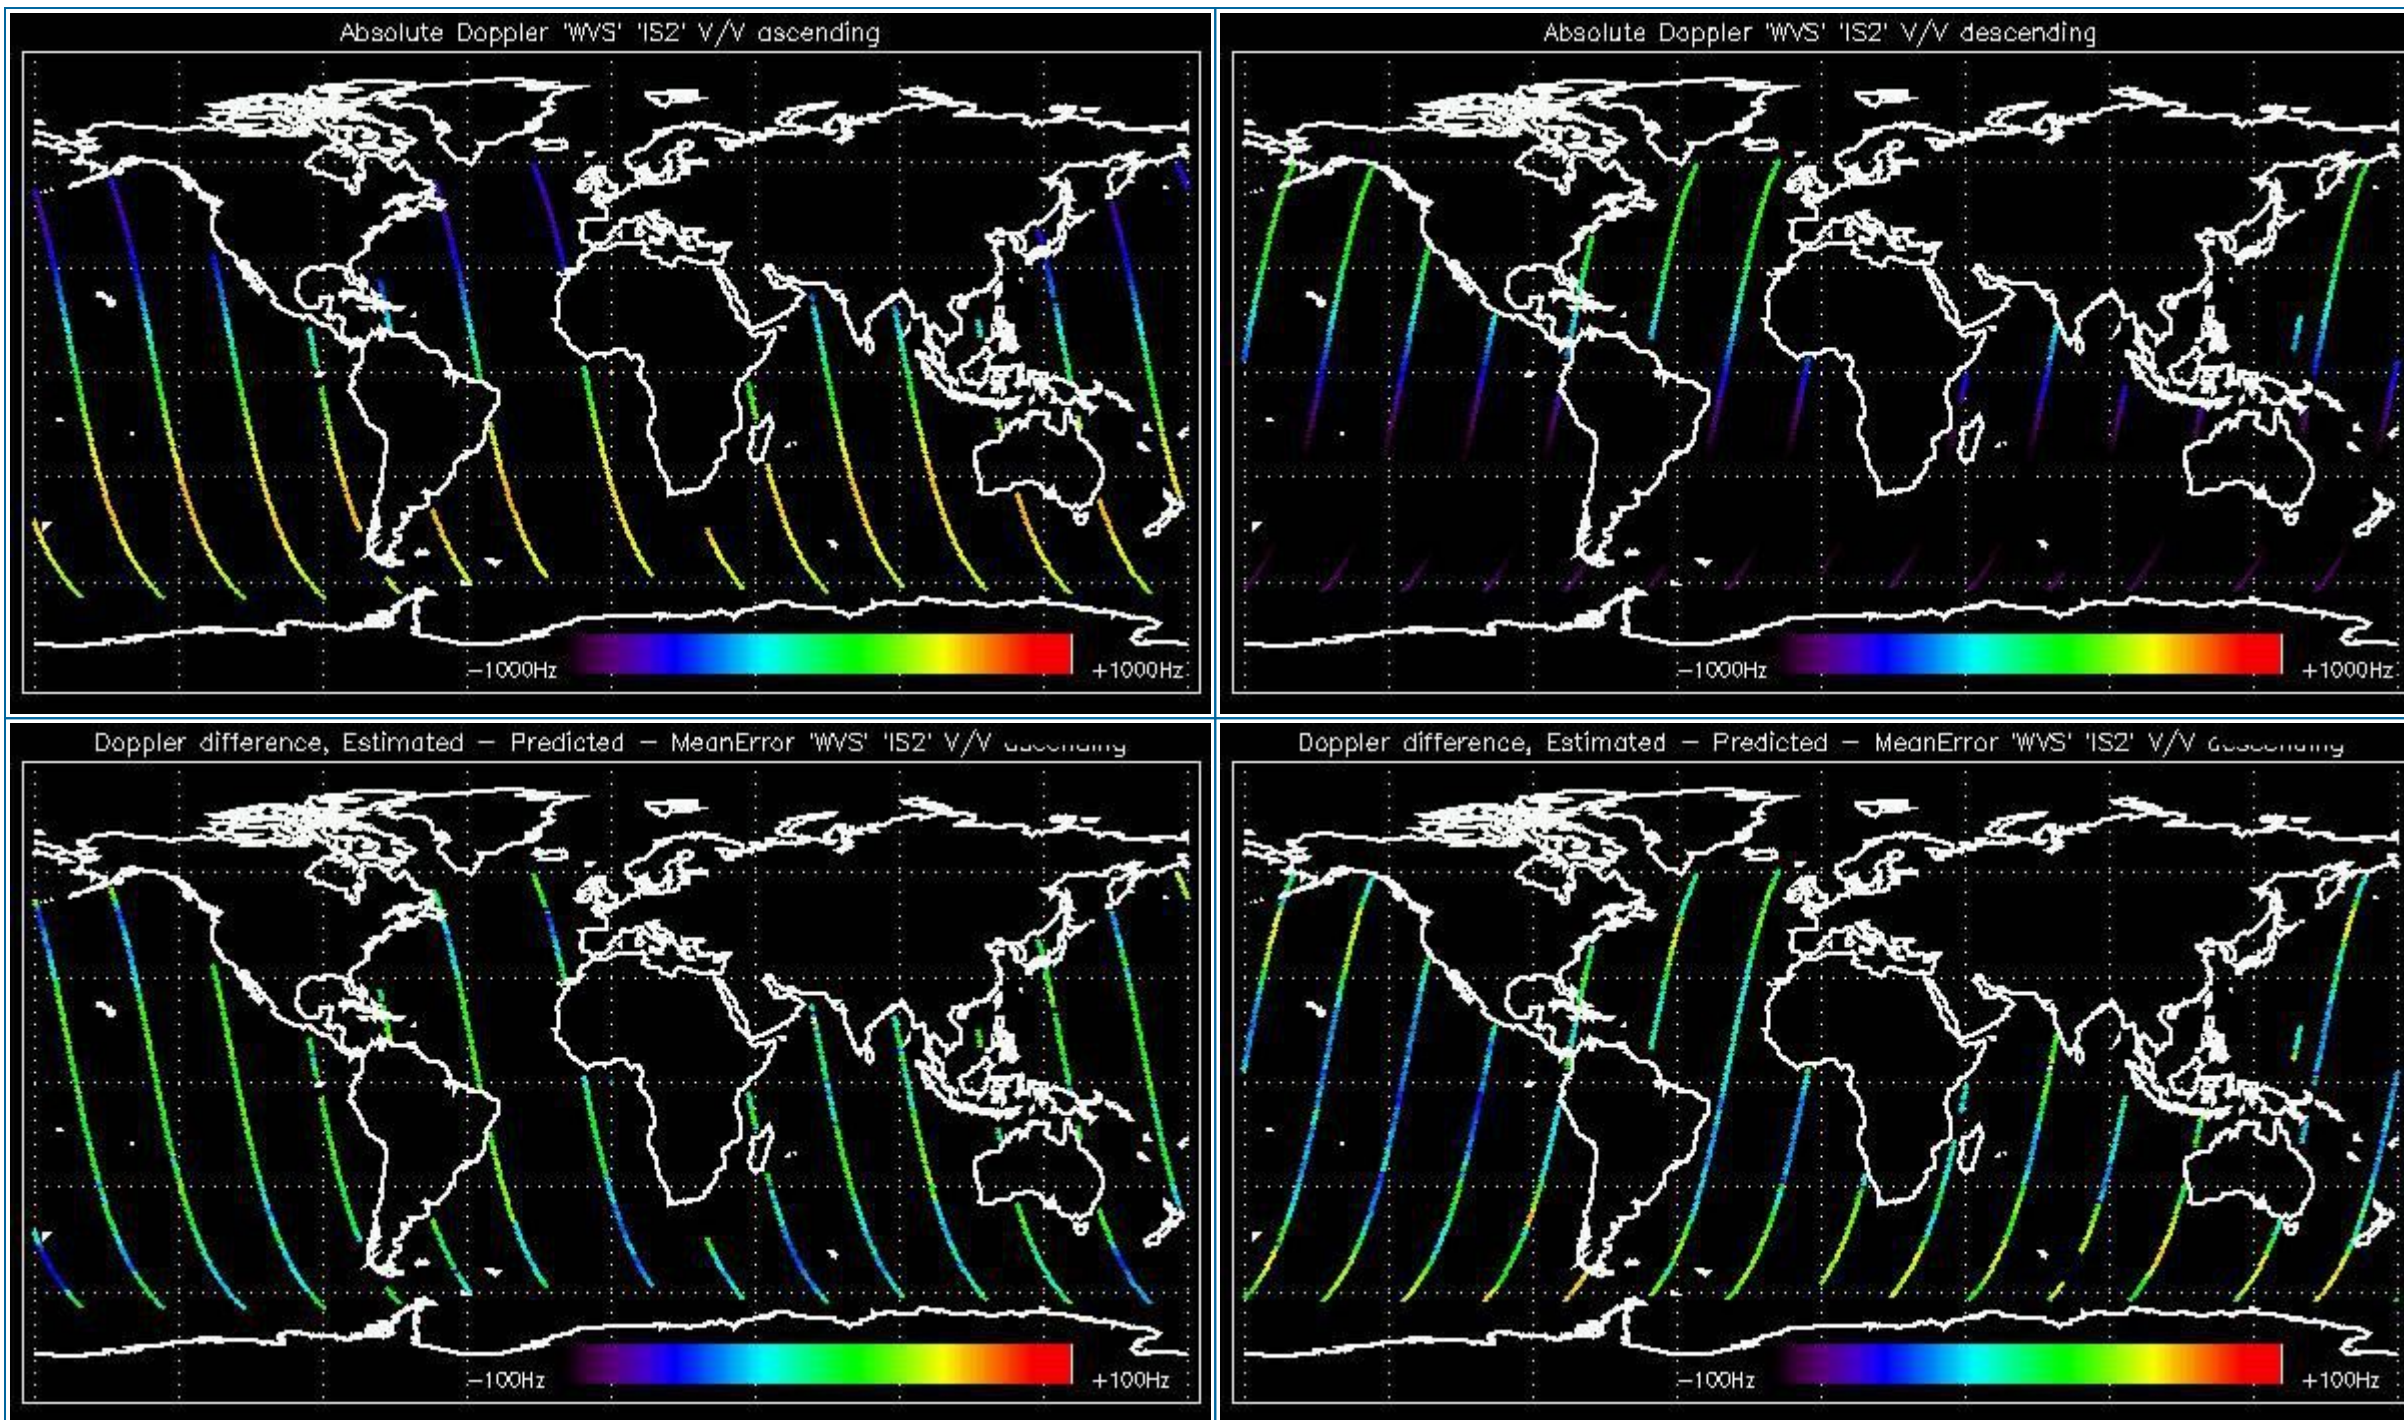 Absolute Doppler 'WVS' 'IS2' V/V ascending
-1000Hz +1000Hz
Absolute Doppler 'WVS' 'IS2' V/V descending
-1000Hz +1000Hz
Doppler difference, Estimated - Predicted - MeanError 'WVS' 'IS2' V/V
-100Hz +100Hz
Doppler difference, Estimated - Predicted - MeanError 'WVS' 'IS2' V/V
-100Hz +100Hz